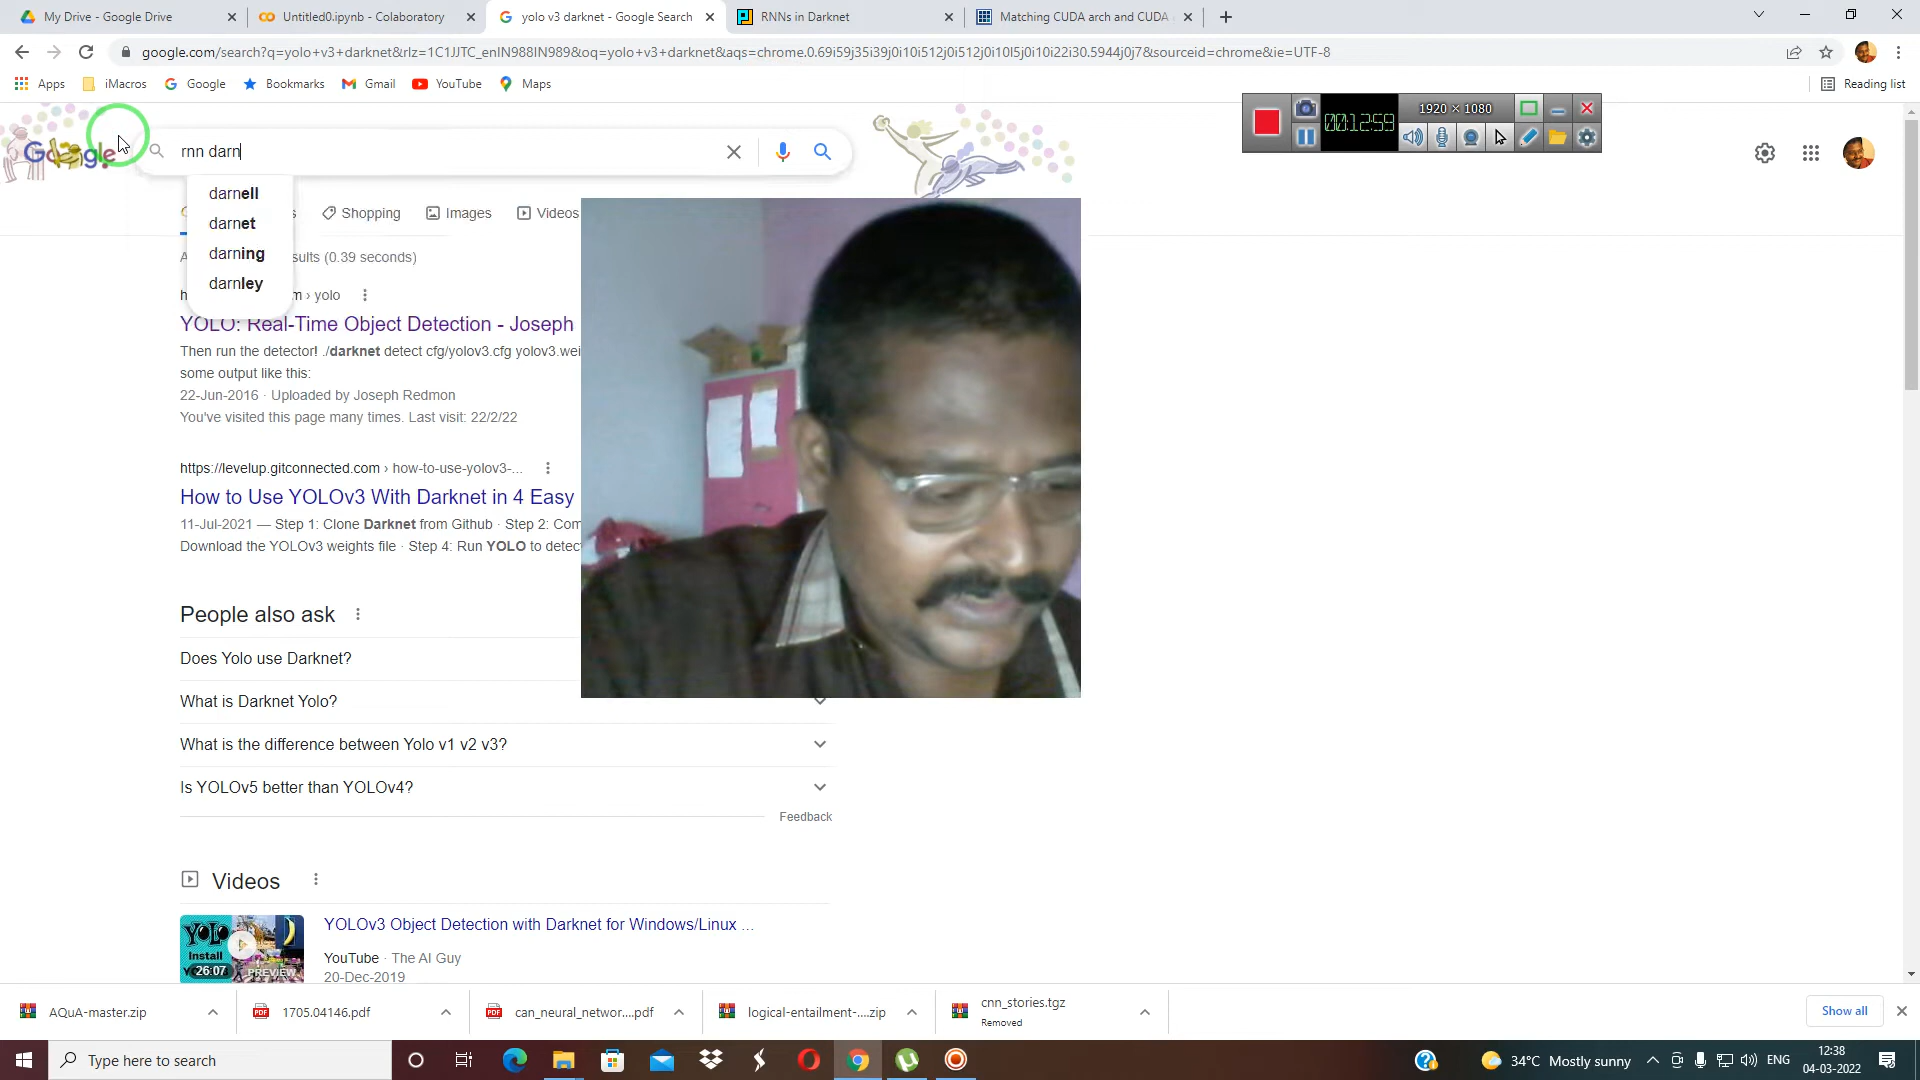 My Drive - Google Drive
Untitled0.ipynb - Colaboratory
yolo v3 darknet - Google Search
RNNs in Darknet
Matching CUDA arch and CUDA
google.com/search?q=yolo+v3+darknet&rlz=1C1JJTC_enIN988IN989&oq=yolo+v3+darknet&aqs=chrome.0.69i59j35i39j0i10i512j0i512j0i10l5j0i10i22i30.5944j0j7&sourceid=chrome&ie=UTF-8
Apps
iMacros
Google
Bookmarks
Gmail
YouTube
Maps
Reading list
1920 × 1080
00:12:59
Google
rnn darn
darnell
darnet
darning
darnley
Shopping
Images
Videos
sults (0.39 seconds)
m › yolo
YOLO: Real-Time Object Detection - Joseph
Then run the detector! ./darknet detect cfg/yolov3.cfg yolov3.wei
some output like this:
22-Jun-2016 · Uploaded by Joseph Redmon
You've visited this page many times. Last visit: 22/2/22
https://levelup.gitconnected.com › how-to-use-yolov3-...
How to Use YOLOv3 With Darknet in 4 Easy
11-Jul-2021 — Step 1: Clone Darknet from Github · Step 2: Com
Download the YOLOv3 weights file · Step 4: Run YOLO to detec
People also ask
Does Yolo use Darknet?
What is Darknet Yolo?
What is the difference between Yolo v1 v2 v3?
Is YOLOv5 better than YOLOv4?
Feedback
Videos
YOLO
Install
26:07
PREVIEW
YOLOv3 Object Detection with Darknet for Windows/Linux ...
YouTube · The AI Guy
20-Dec-2019
AQuA-master.zip
1705.04146.pdf
can_neural_networ....pdf
logical-entailment-....zip
cnn_stories.tgz
Removed
Show all
Type here to search
34°C Mostly sunny
ENG
12:38
04-03-2022